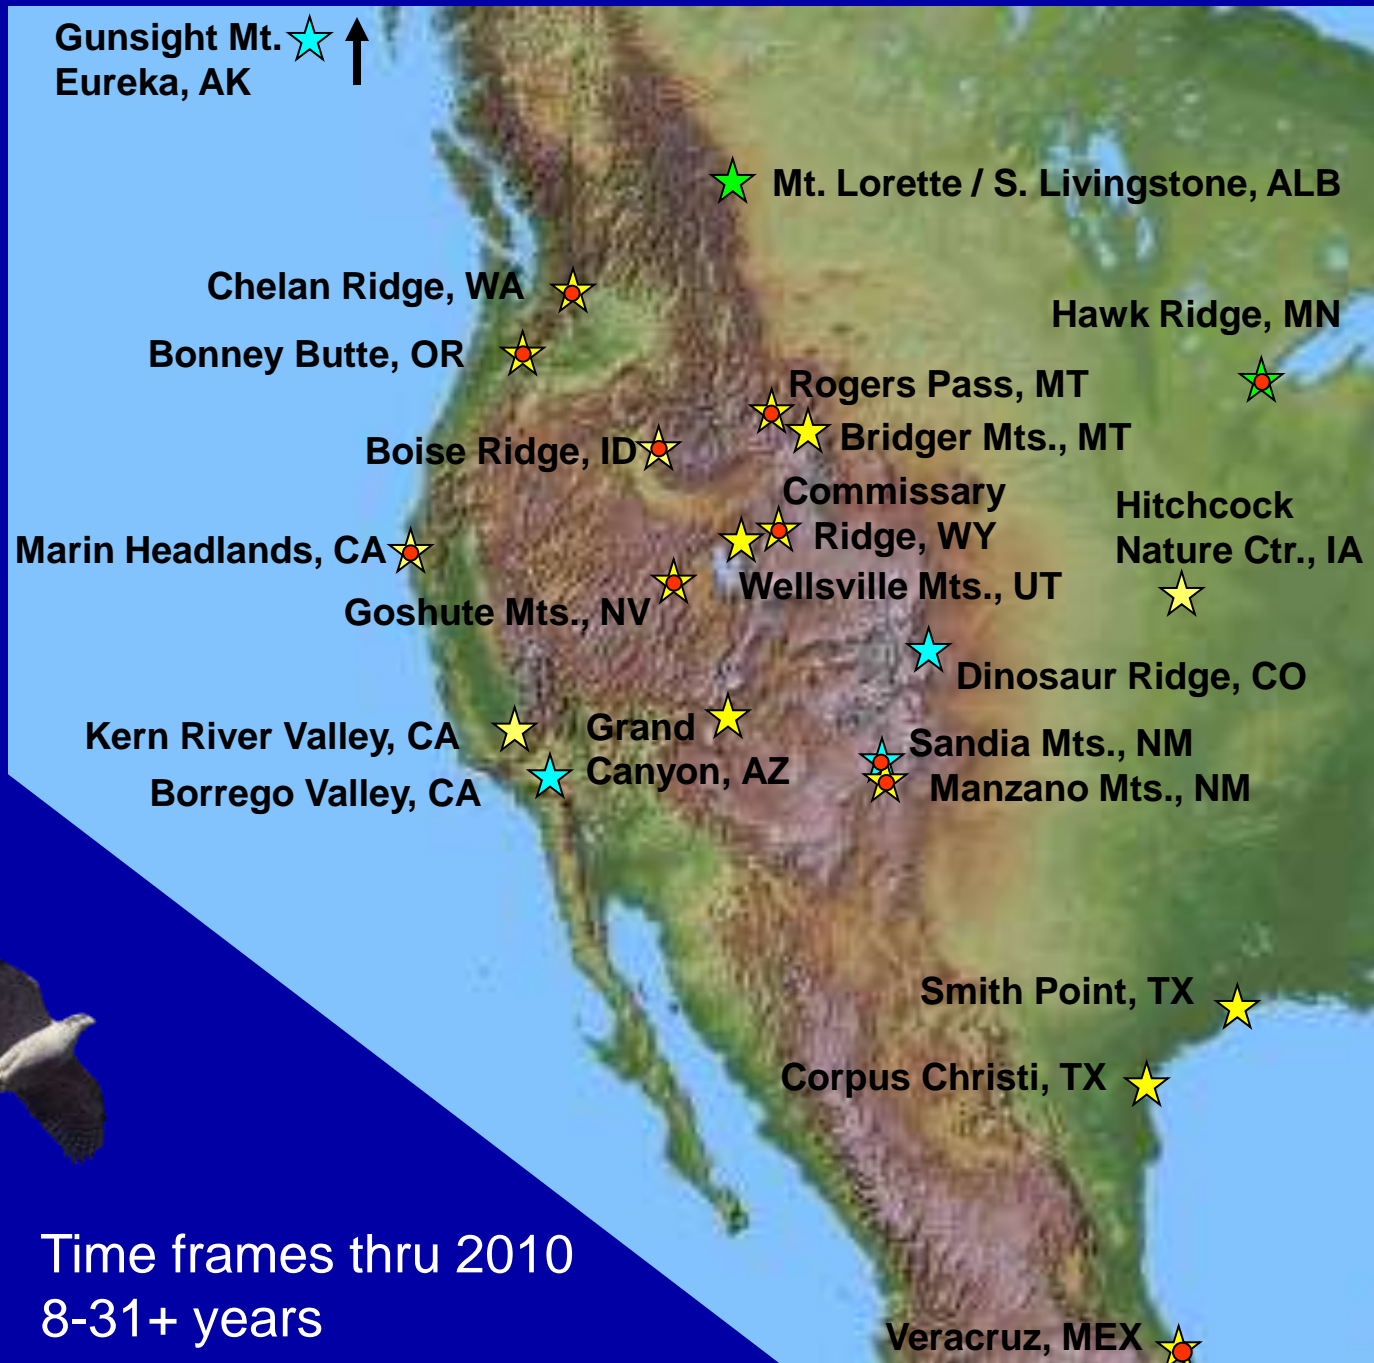 Gunsight Mt.
Eureka, AK
Mt. Lorette / S. Livingstone, ALB
Chelan Ridge, WA
Hawk Ridge, MN
Bonney Butte, OR
Rogers Pass, MT
Bridger Mts., MT
Boise Ridge, ID
Commissary
Ridge, WY
Hitchcock
Nature Ctr., IA
Marin Headlands, CA
Wellsville Mts., UT
Goshute Mts., NV
Dinosaur Ridge, CO
Kern River Valley, CA
Grand
Canyon, AZ
Sandia Mts., NM
Manzano Mts., NM
Borrego Valley, CA
Smith Point, TX
Corpus Christi, TX
Time frames thru 2010
8-31+ years
Veracruz, MEX